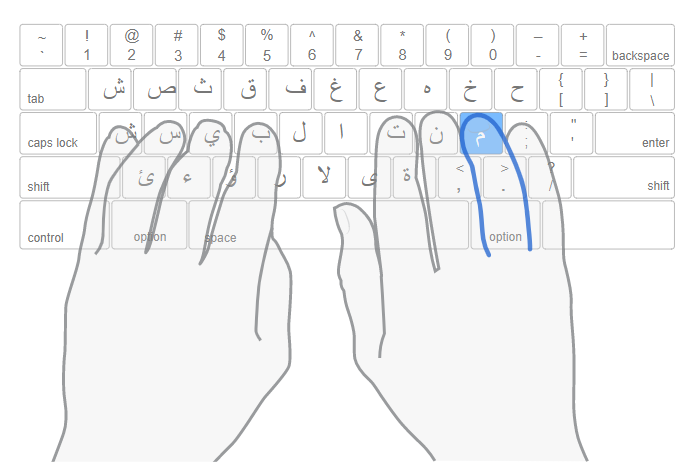 ~ ! @ # $ % ^ & * ( ) – +
` 1 2 3 4 5 6 7 8 9 0 - = backspace
tab ش ص ث ق ف غ ع ه خ ح { } |
[ ] \
caps lock ش س ي ب ل ا ت ن م : " enter
; '
shift ئ ء ؤ ر لا ى ة < > ? shift
, . /
control option space option